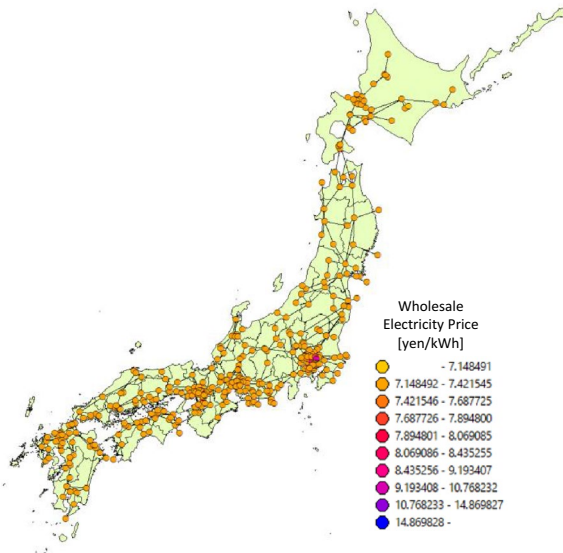 Wholesale
Electricity Price
[yen/kWh]
- 7.148491
7.148492 - 7.421545
7.421546 - 7.687725
7.687726 - 7.894800
7.894801 - 8.069085
8.069086 - 8.435255
8.435256 - 9.193407
9.193408 - 10.768232
10.768233 - 14.869827
14.869828 -